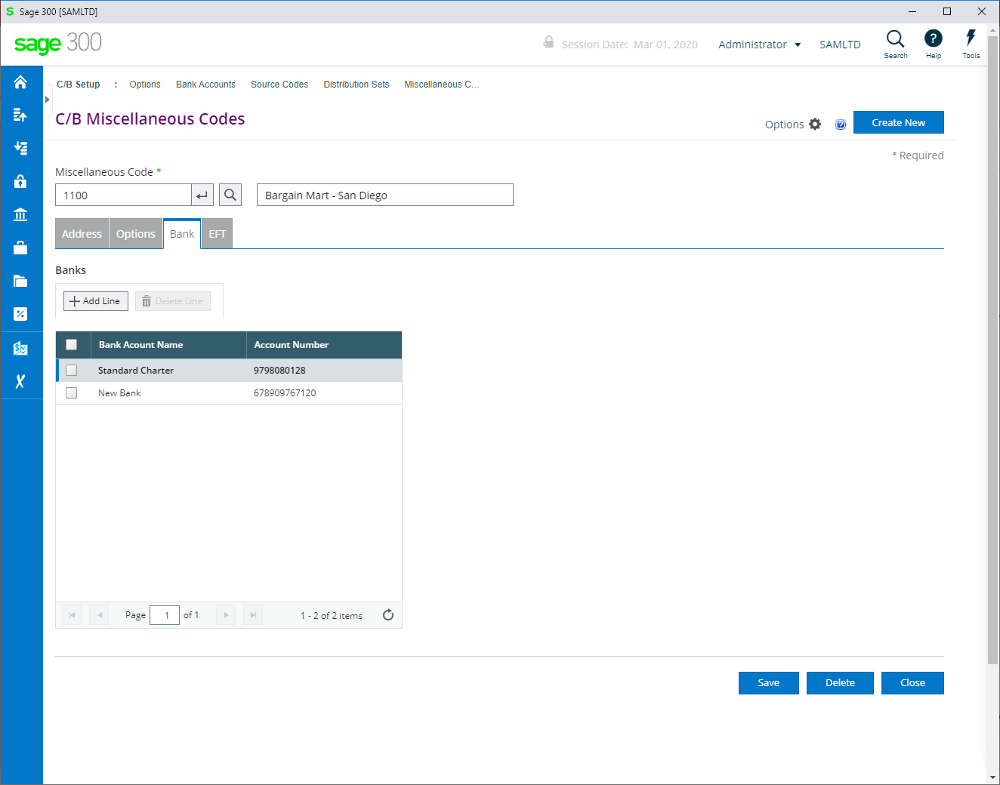 S Sage 300 [SAMLTD]
sage 300
Session Date: Mar 01, 2020 Administrator SAMLTD Search Help Tools
C/B Setup : Options Bank Accounts Source Codes Distribution Sets Miscellaneous C...
C/B Miscellaneous Codes
Options Create New
* Required
Miscellaneous Code *
1100 Bargain Mart - San Diego
Address Options Bank EFT
Banks
Add Line Delete Line
Bank Acount Name Account Number
Standard Charter 9798080128
New Bank 678909767120
Page 1 of 1 1 - 2 of 2 items
Save Delete Close